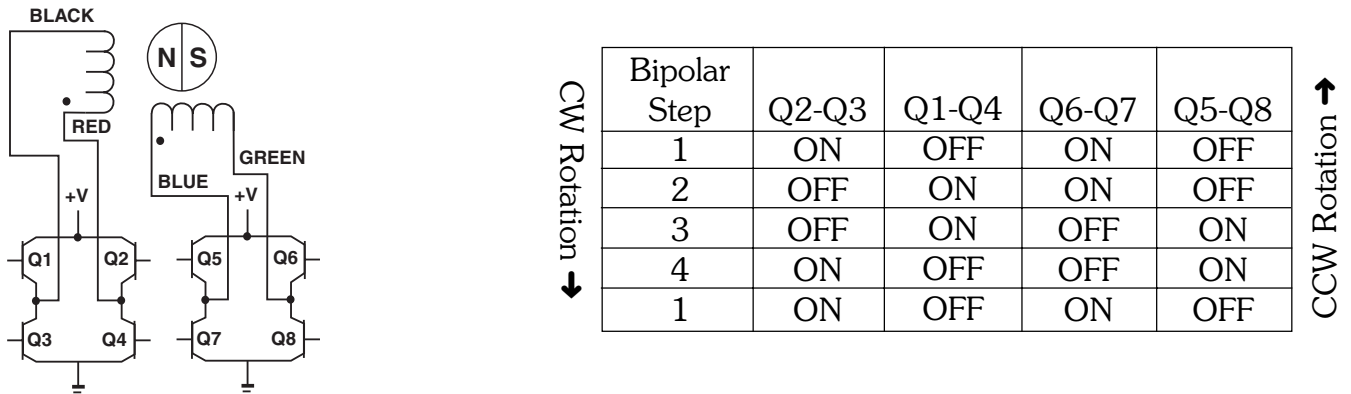 BLACK
N S
RED
GREEN
BLUE
+V
+V
Q1 Q2 Q5 Q6
Q3 Q4 Q7 Q8
CW Rotation ↓
Bipolar
Step Q2-Q3 Q1-Q4 Q6-Q7 Q5-Q8
1 ON OFF ON OFF
2 OFF ON ON OFF
3 OFF ON OFF ON
4 ON OFF OFF ON
1 ON OFF ON OFF
CCW Rotation ↑